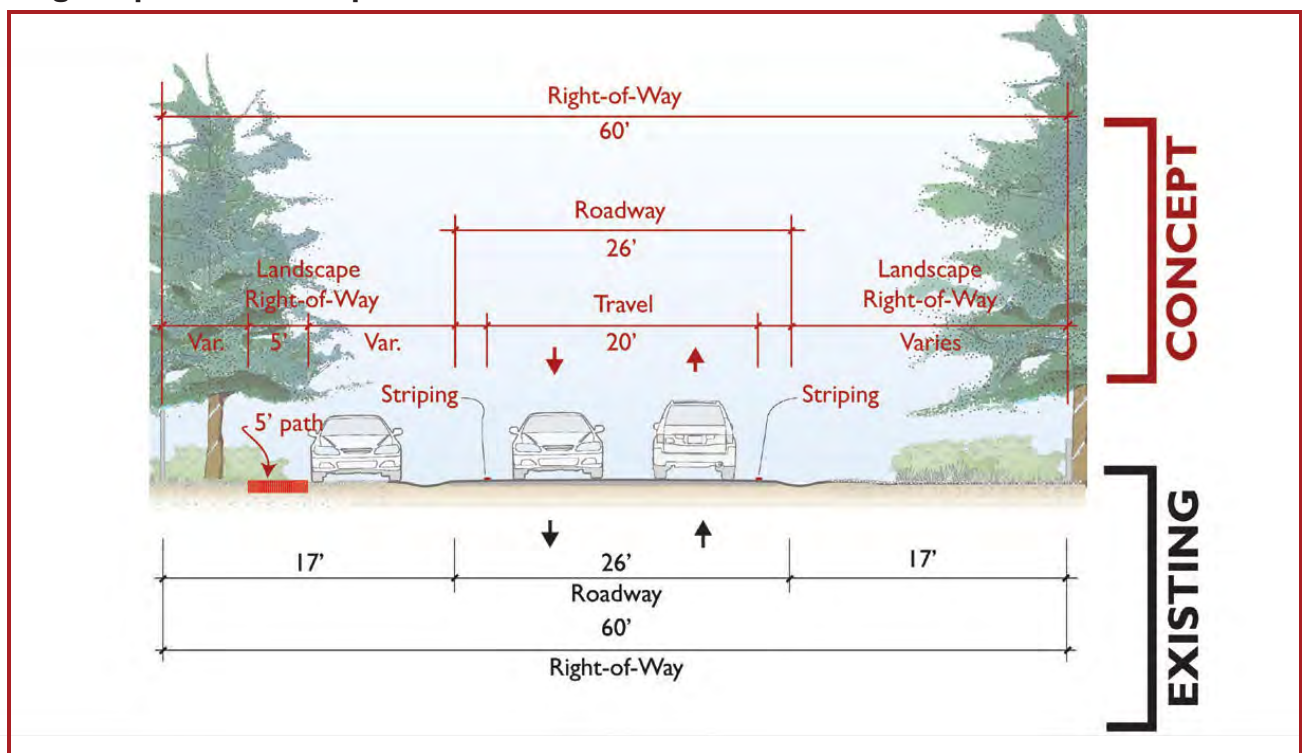 Right-of-Way
60’
Roadway
26’
Landscape
Right-of-Way
Landscape
Right-of-Way
Travel
Var.
5’
Var.
20’
Varies
Striping
Striping
5’ path
CONCEPT
17’
26’
17’
Roadway
60’
Right-of-Way
EXISTING